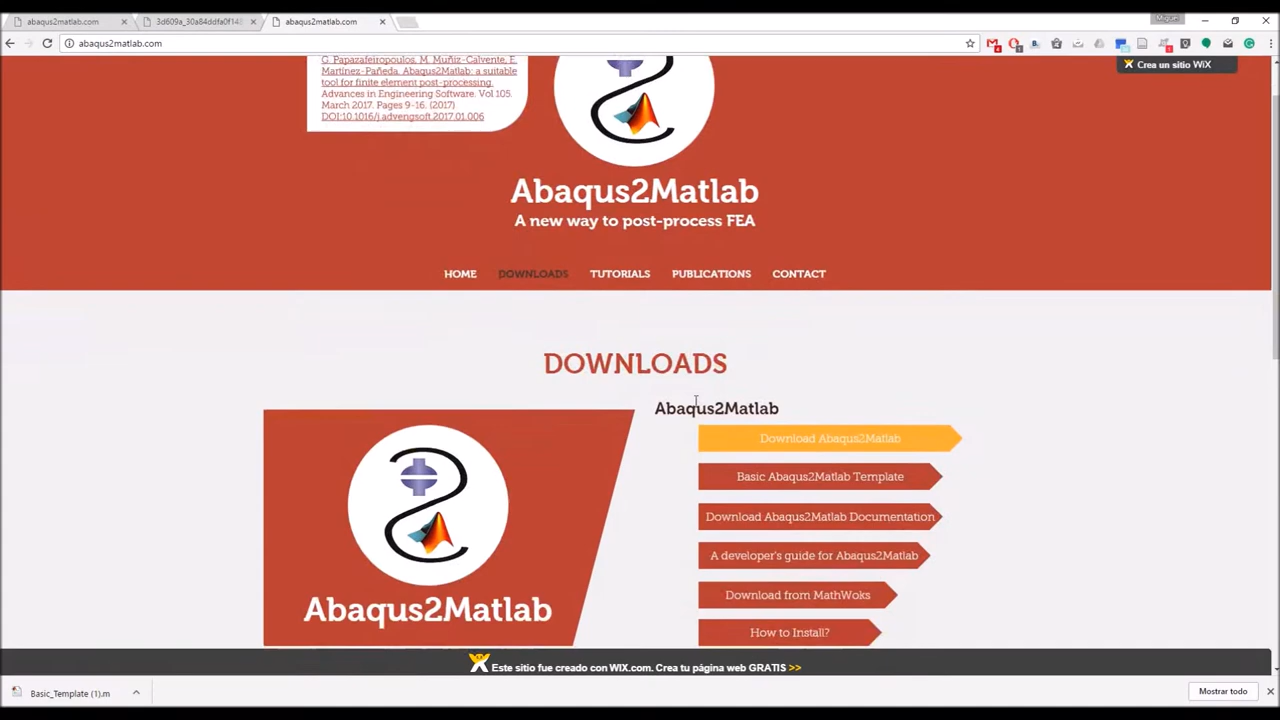 abaqus2matlab.com
3d609a_30a84ddfa0f148
abaqus2matlab.com
Miguel
abaqus2matlab.com
G. Papazafeiropoulos, M. Muñiz-Calvente, E.
Martínez-Pañeda. Abaqus2Matlab: a suitable
tool for finite element post-processing.
Advances in Engineering Software. Vol 105.
March 2017. Pages 9-16. (2017)
DOI:10.1016/j.advengsoft.2017.01.006
Crea un sitio WiX
Abaqus2Matlab
A new way to post-process FEA
HOME DOWNLOADS TUTORIALS PUBLICATIONS CONTACT
DOWNLOADS
Abaqus2Matlab
Download Abaqus2Matlab
Basic Abaqus2Matlab Template
Download Abaqus2Matlab Documentation
A developer's guide for Abaqus2Matlab
Download from MathWoks
How to Install?
Abaqus2Matlab
Este sitio fue creado con WIX.com. Crea tu página web GRATIS >>
Basic_Template (1).m
Mostrar todo